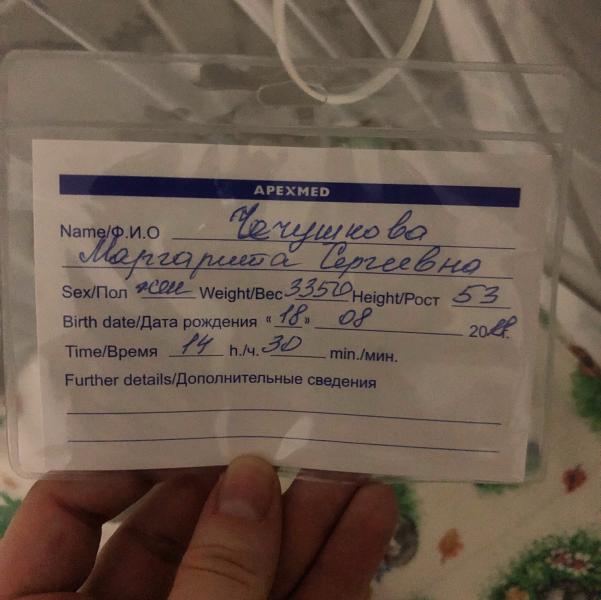 APEXMED
Name/Ф.И.О Чечушкова
Маргарита Сергеевна
Sex/Пол жен Weight/Вес 3350 Height/Рост 53
Birth date/Дата рождения «18» 08 20 г.
Time/Время 14 h./ч. 30 min./мин.
Further details/Дополнительные сведения